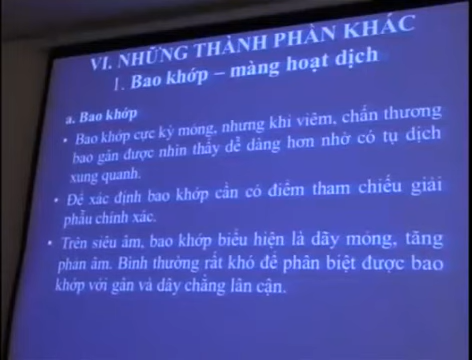 VI. NHỮNG THÀNH PHẦN KHÁC
1. Bao khớp – màng hoạt dịch
a. Bao khớp
• Bao khớp cực kỳ mỏng, nhưng khi viêm, chấn thương
bao gân được nhìn thấy dễ dàng hơn nhờ có tụ dịch
xung quanh.
• Để xác định bao khớp cần có điểm tham chiếu giải
phẫu chính xác.
• Trên siêu âm, bao khớp biểu hiện là dãy mỏng, tăng
phản âm. Bình thường rất khó để phân biệt được bao
khớp với gân và dây chằng lân cận.